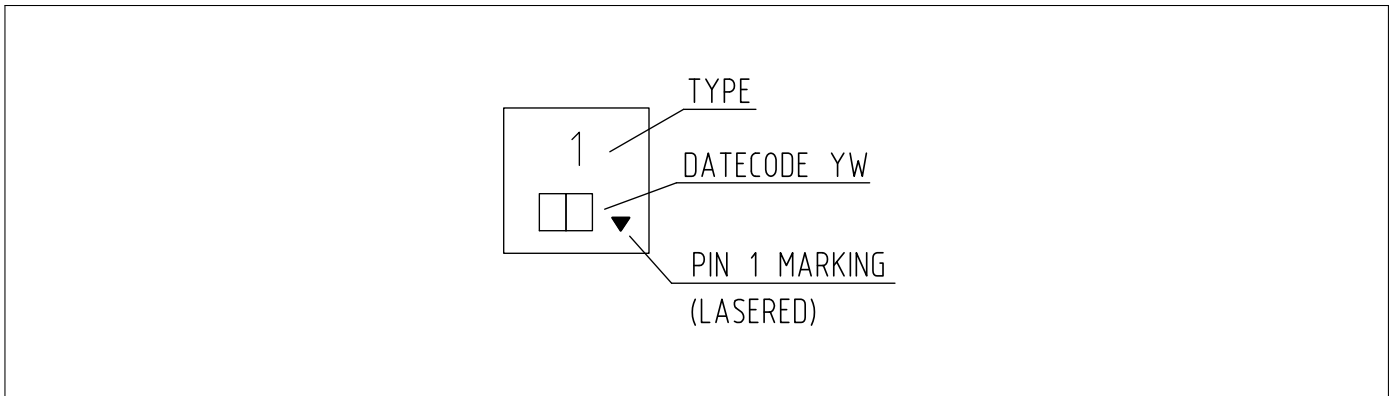 TYPE
1
DATECODE YW
PIN 1 MARKING
(LASERED)